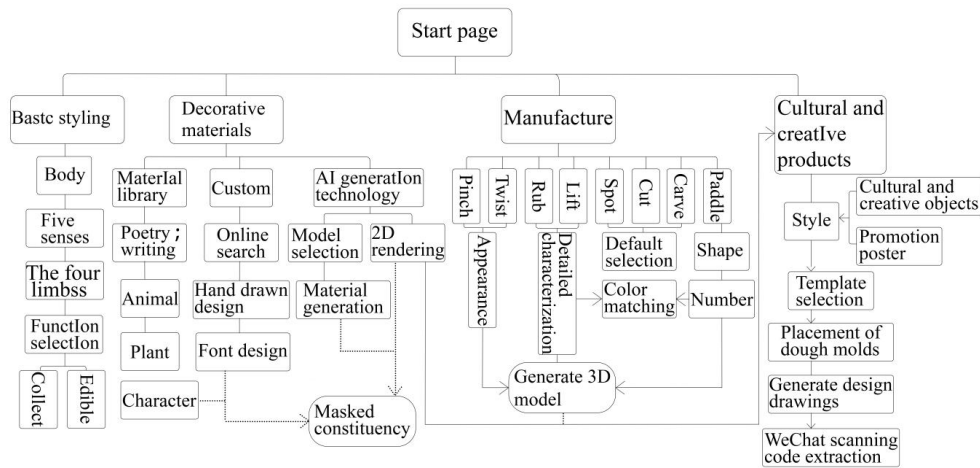 Start page
Bastc styling
Decorative
materials
Manufacture
Cultural and
creatIve
products
Body
Five
senses
The four
limbss
FunctIon
selectIon
Collect
Edible
MaterIal
library
Poetry;
writing
Animal
Plant
Character
Custom
Online
search
Hand drawn
design
Font design
AI generatIon
technology
Model
selection
Material
generation
2D
rendering
Masked
constituency
Pinch
Twist
Rub
Lift
Spot
Cut
Carve
Paddle
Appearance
Detailed
characterization
Default
selection
Color
matching
Shape
Number
Generate 3D
model
Style
Cultural and
creative objects
Promotion
poster
Template
selection
Placement of
dough molds
Generate design
drawings
WeChat scanning
code extraction